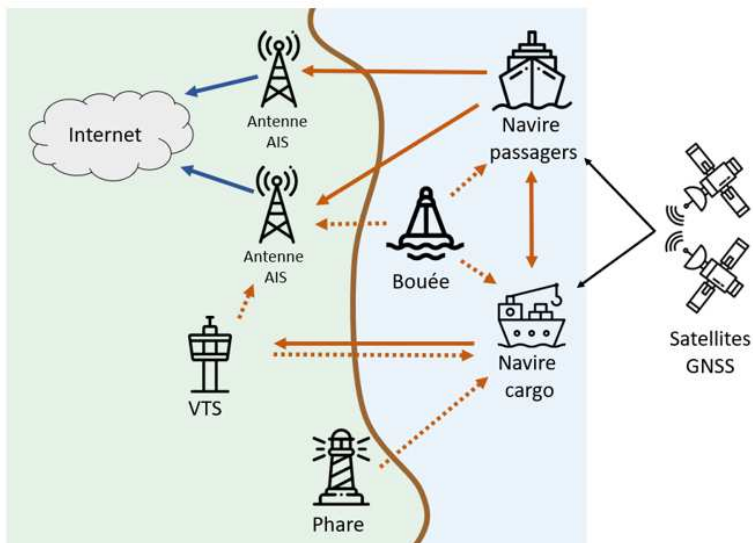 Antenne
AIS
Internet
Navire
passagers
Antenne
AIS
Bouée
Satellites
GNSS
Navire
cargo
VTS
Phare